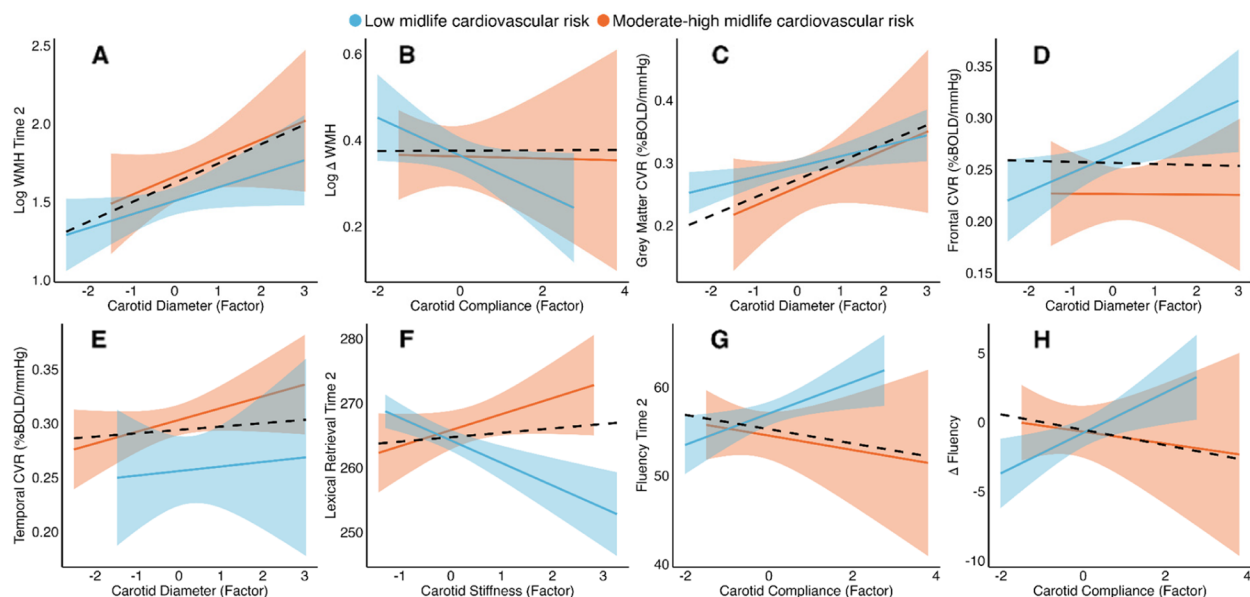 Low midlife cardiovascular risk Moderate-high midlife cardiovascular risk
A
Log WMH Time 2
2.5
2.0
1.5
1.0
-2 -1 0 1 2 3
Carotid Diameter (Factor)
B
Log Δ WMH
0.6
0.4
0.2
-2 0 2 4
Carotid Compliance (Factor)
C
Grey Matter CVR (%BOLD/mmHg)
0.4
0.3
0.2
-2 -1 0 1 2 3
Carotid Diameter (Factor)
D
Frontal CVR (%BOLD/mmHg)
0.35
0.30
0.25
0.20
0.15
-2 -1 0 1 2 3
Carotid Diameter (Factor)
E
Temporal CVR (%BOLD/mmHg)
0.35
0.30
0.25
0.20
-2 -1 0 1 2 3
Carotid Diameter (Factor)
F
Lexical Retrieval Time 2
280
270
260
250
-1 0 1 2 3
Carotid Stiffness (Factor)
G
Fluency Time 2
60
50
40
-2 0 2 4
Carotid Compliance (Factor)
H
Δ Fluency
5
0
-5
-10
-2 0 2 4
Carotid Compliance (Factor)